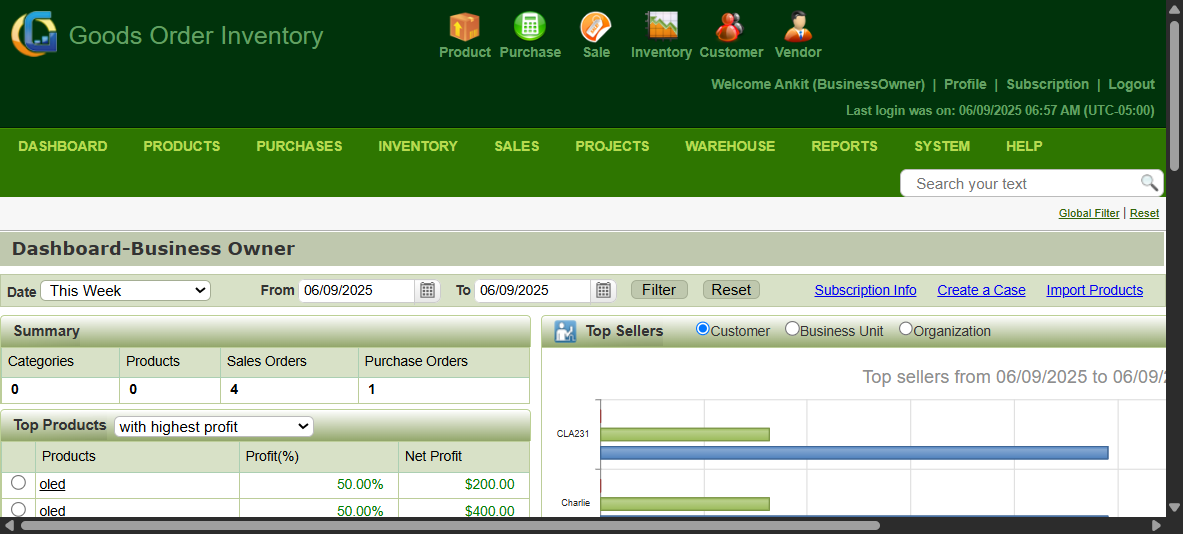 Goods Order Inventory
Product Purchase Sale Inventory Customer Vendor
Welcome Ankit (BusinessOwner) | Profile | Subscription | Logout
Last login was on: 06/09/2025 06:57 AM (UTC-05:00)
DASHBOARD PRODUCTS PURCHASES INVENTORY SALES PROJECTS WAREHOUSE REPORTS SYSTEM HELP
Search your text
Global Filter | Reset
Dashboard-Business Owner
Date This Week From 06/09/2025 To 06/09/2025 Filter Reset Subscription Info Create a Case Import Products
Summary
Categories Products Sales Orders Purchase Orders
0 0 4 1
Top Products with highest profit
Products Profit(%) Net Profit
oled 50.00% $200.00
oled 50.00% $400.00
Top Sellers Customer Business Unit Organization
Top sellers from 06/09/2025 to 06/09/
CLA231
Charlie